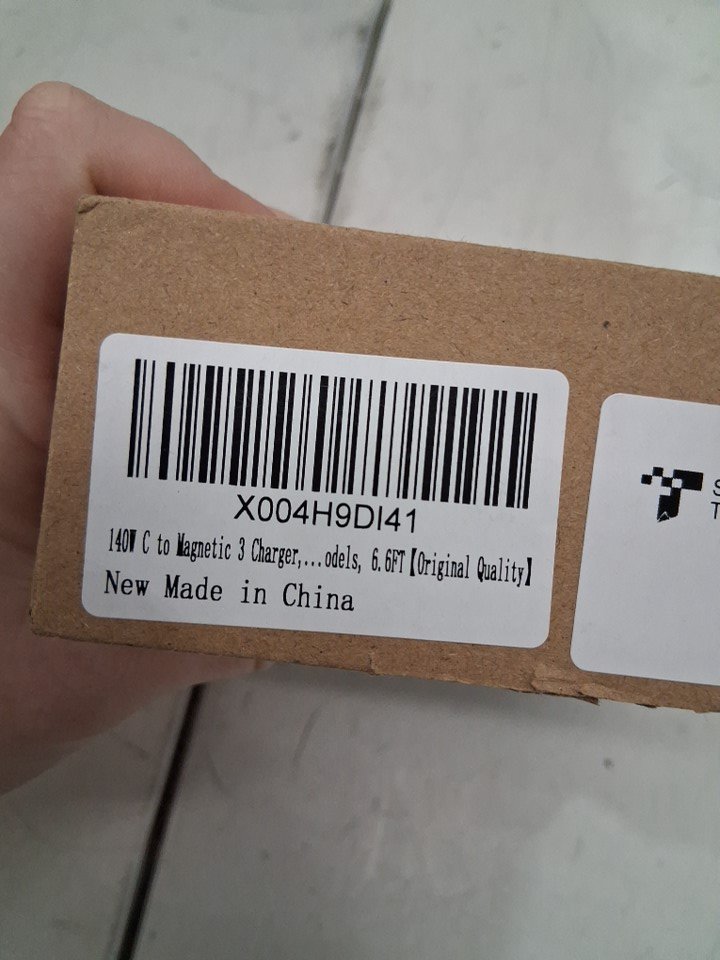 X004H9DI41
140W C to Magnetic 3 Charger,...odels, 6.6FT【Original Quality】
New Made in China
S
T